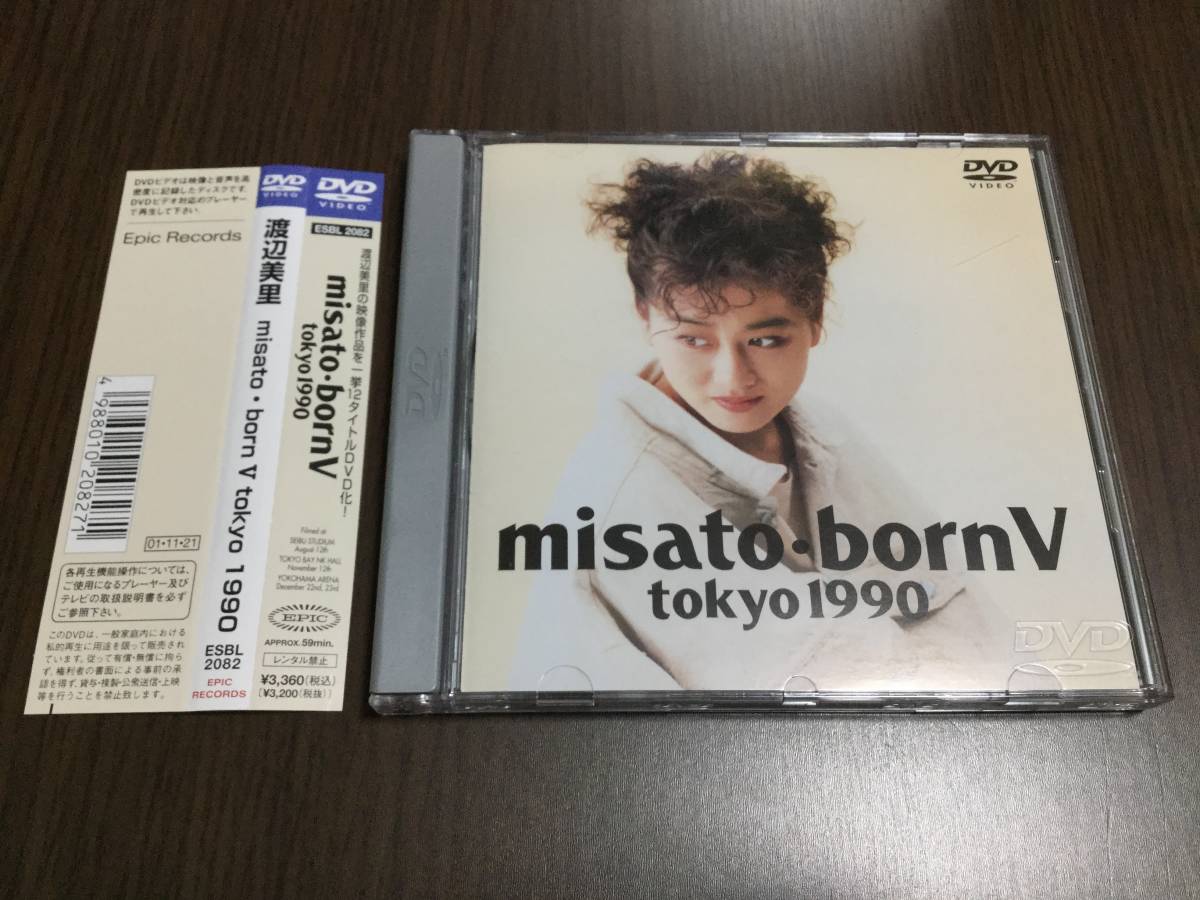 DVDビデオは映像と音声を高
密度に記録したディスクです。
DVDビデオ対応のプレーヤー
で再生して下さい。
Epic Records
4 988010 208271
01・11・21
各再生機能操作については、
ご使用になるプレーヤー及び
テレビの取扱説明書を必ず
ご参照下さい。
このDVDは、一般家庭内における
私的再生に用途を限って販売され
ています。従って有償・無償に拘ら
ず、権利者の書面による事前の承
諾を得ず、貸与・複製・公衆送信・上映
等を行うことを禁止致します。
DVD
VIDEO
渡辺美里
misato・born V tokyo 1990
ESBL
2082
EPIC
RECORDS
DVD
VIDEO
ESBL 2082
渡辺美里の映像作品を一挙12タイトルDVD化!
misato・bornV
tokyo1990
Filmed at
SEIBU STUDIUM
August 12th
TOKYO BAY NK HALL
November 12th
YOKOHAMA ARENA
December 22nd, 23rd
EPIC
APPROX. 59min.
レンタル禁止
¥3,360(税込)
(¥3,200(税抜))
DVD
DVD
VIDEO
misato・bornV
tokyo1990
DVD